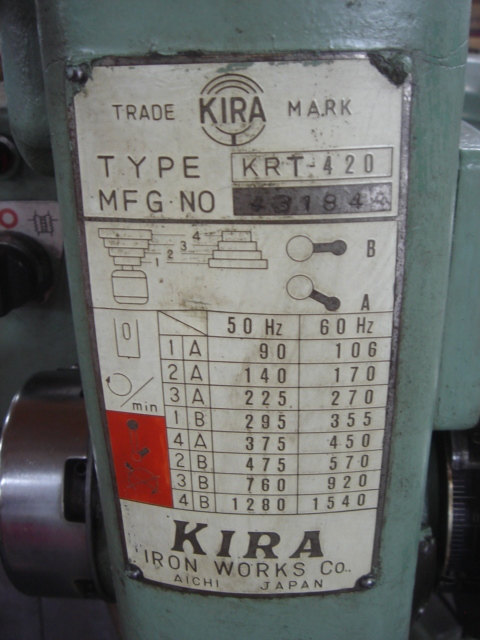 TRADE KIRA MARK
TYPE KRT-420
MFG NO
4 3 2 1 B
A
50 Hz 60 Hz
1 A 90 106
2 A 140 170
3 A 225 270
1 B 295 355
4 A 375 450
2 B 475 570
3 B 760 920
4 B 1280 1540
min
KIRA
IRON WORKS Co.
AICHI JAPAN